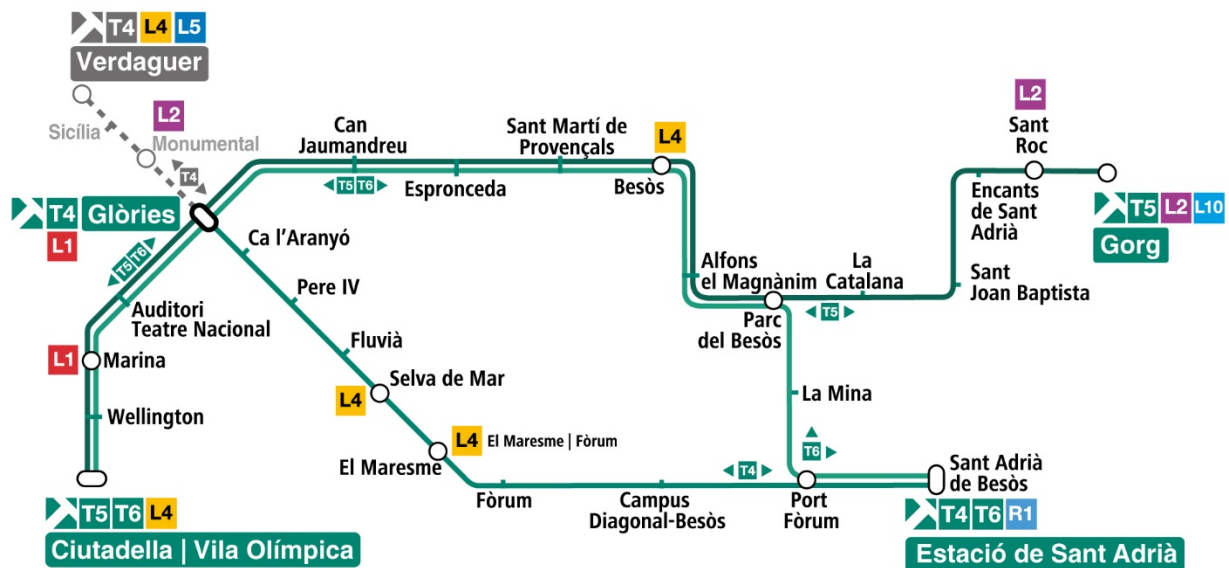 T4 L4 L5
Verdaguer
Sicília
L2
Monumental
T4
Can
Jaumandreu
T5 T6
Espronceda
Sant Martí de
Provençals
L4
Besòs
L2
Sant
Roc
Encants
de Sant
Adrià
T5 L2 L10
Gorg
T4 Glòries
L1
T5 T6
Ca l'Aranyó
Pere IV
Auditori
Teatre Nacional
Fluvià
L1 Marina
Selva de Mar
L4
Wellington
L4 El Maresme | Fòrum
El Maresme
Alfons
el Magnànim
La
Catalana
T5
Sant
Joan Baptista
Parc
del Besòs
La Mina
T6
T4
Fòrum
Campus
Diagonal-Besòs
Port
Fòrum
Sant Adrià
de Besòs
T5 T6 L4
Ciutadella | Vila Olímpica
T4 T6 R1
Estació de Sant Adrià